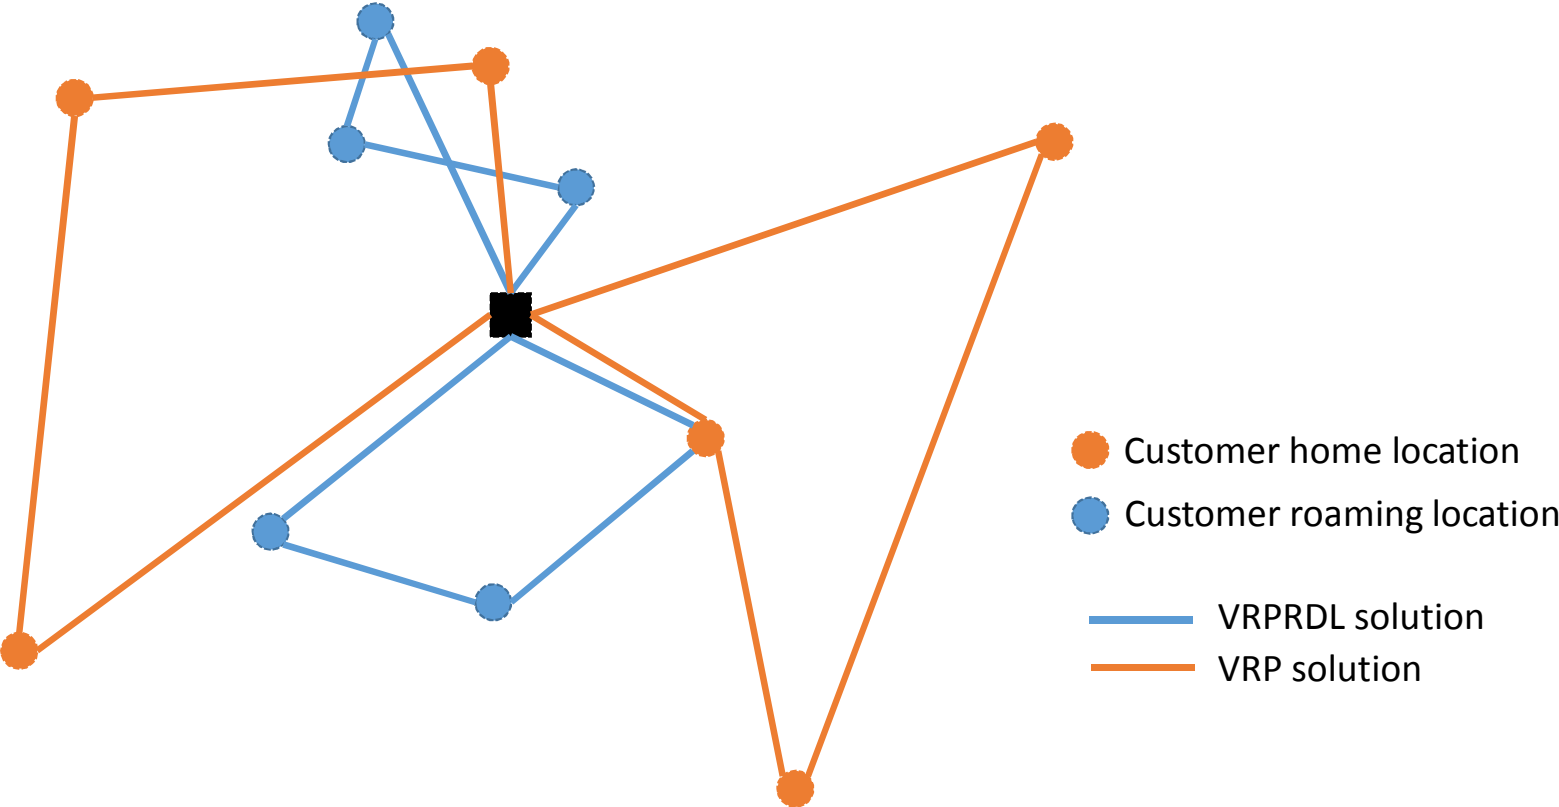 Customer home location
Customer roaming location
VRPRDL solution
VRP solution